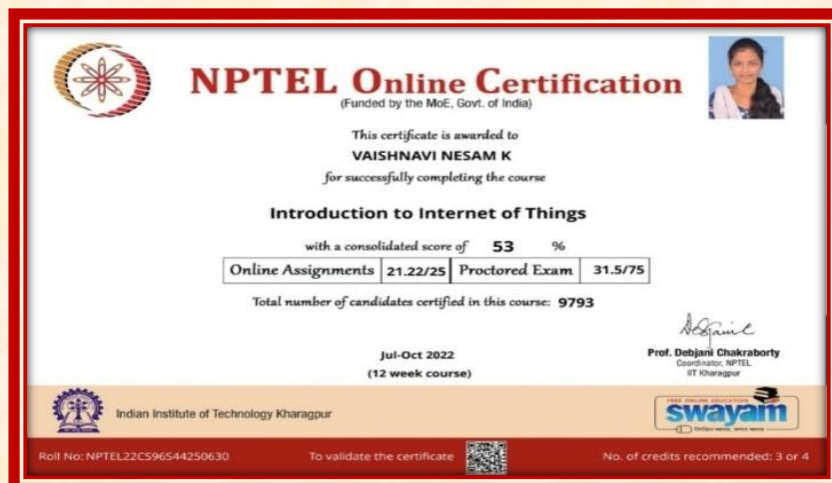 NPTEL Online Certification
(Funded by the MoE, Govt. of India)
This certificate is awarded to
VAISHNAVI NESAM K
for successfully completing the course
Introduction to Internet of Things
with a consolidated score of 53 %
Online Assignments 21.22/25 Proctored Exam 31.5/75
Total number of candidates certified in this course: 9793
Jul-Oct 2022
(12 week course)
Prof. Debjani Chakraborty
Coordinator, NPTEL
IIT Kharagpur
Indian Institute of Technology Kharagpur
FREE ONLINE EDUCATION
swayam
Roll No: NPTEL22CS96S44250630 To validate the certificate No. of credits recommended: 3 or 4